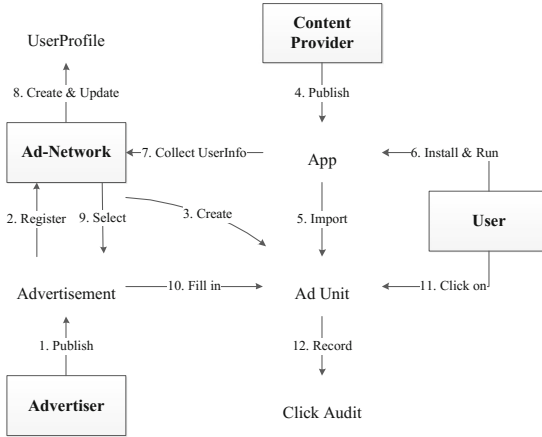 UserProfile
Content
Provider
8. Create & Update
4. Publish
Ad-Network
7. Collect UserInfo
App
6. Install & Run
2. Register
9. Select
3. Create
5. Import
User
Advertisement
10. Fill in
Ad Unit
11. Click on
1. Publish
12. Record
Advertiser
Click Audit